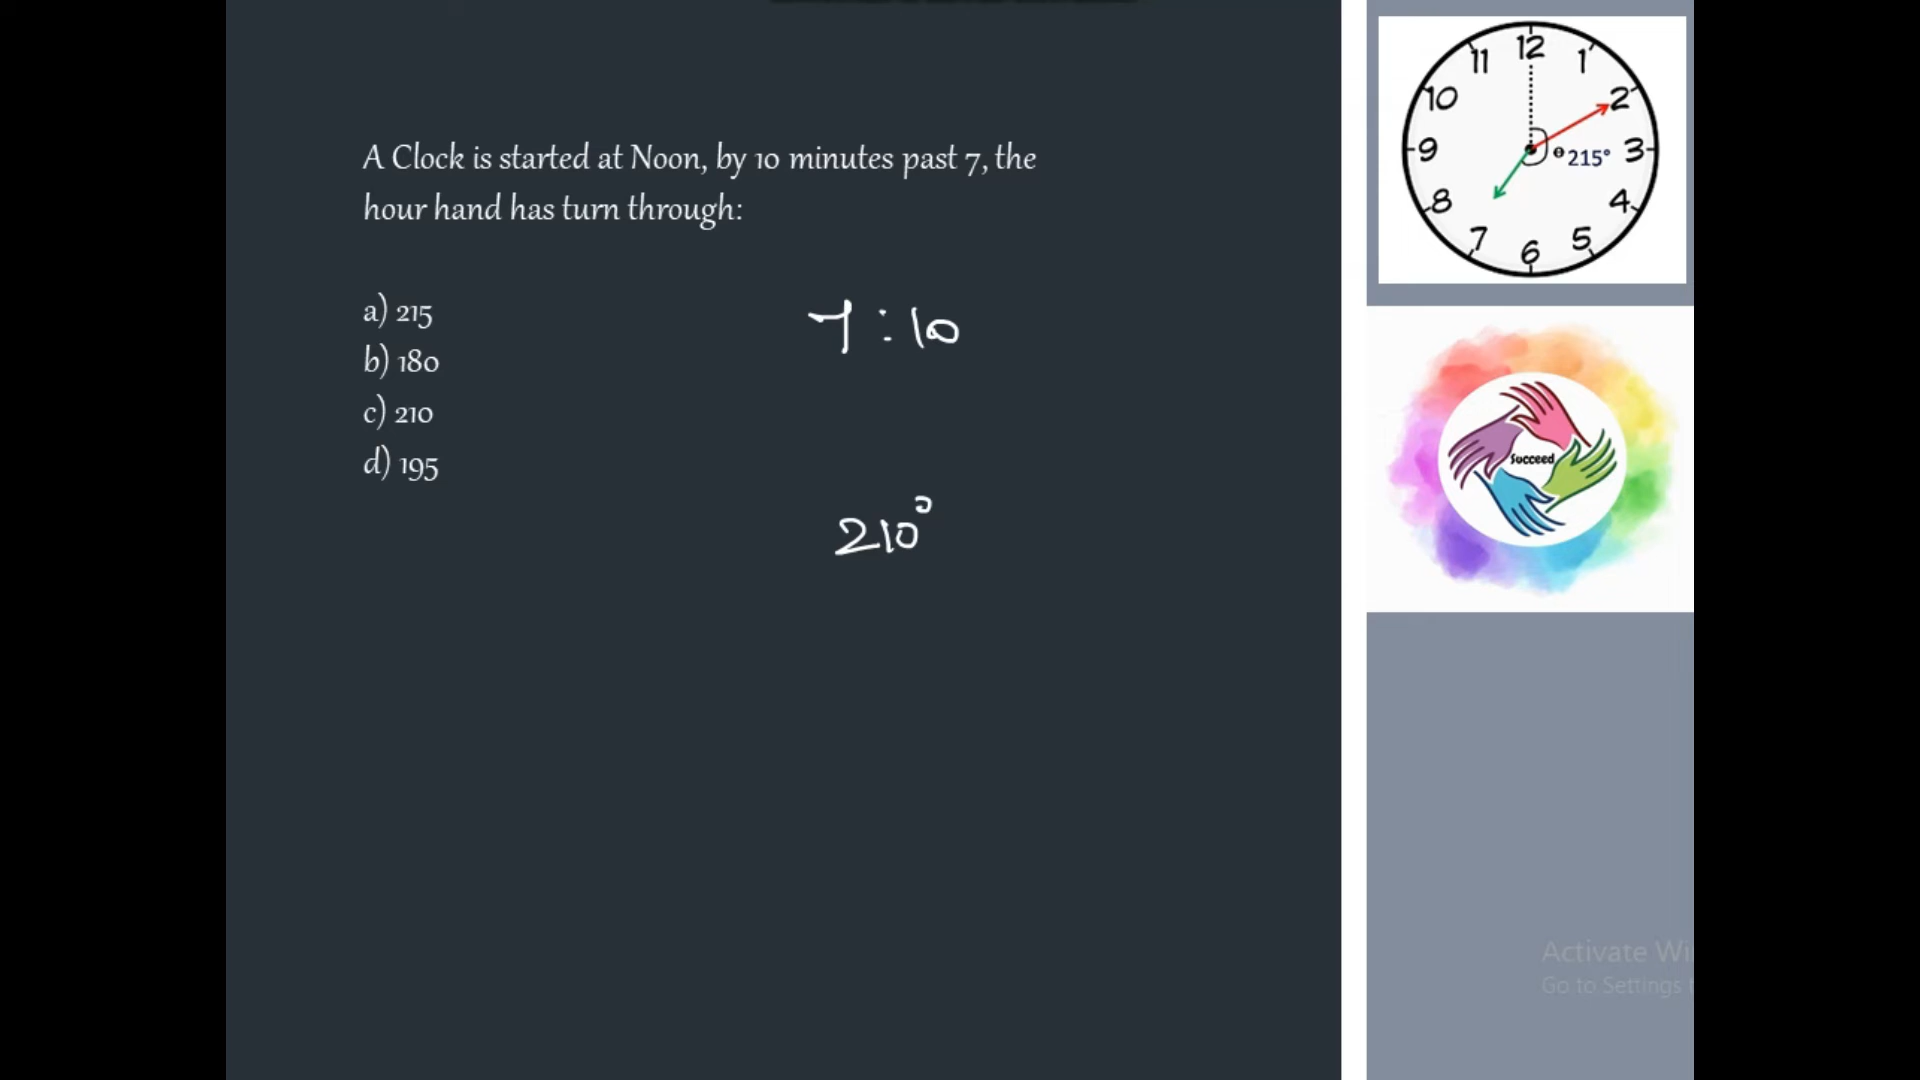 A Clock is started at Noon, by 10 minutes past 7, the
hour hand has turn through:
a) 215
b) 180
c) 210
d) 195
7 : 10
210°
12
11 1
10 2
9 θ 215° 3
8 4
7 5
6
Succeed
Activate Wi
Go to Settings